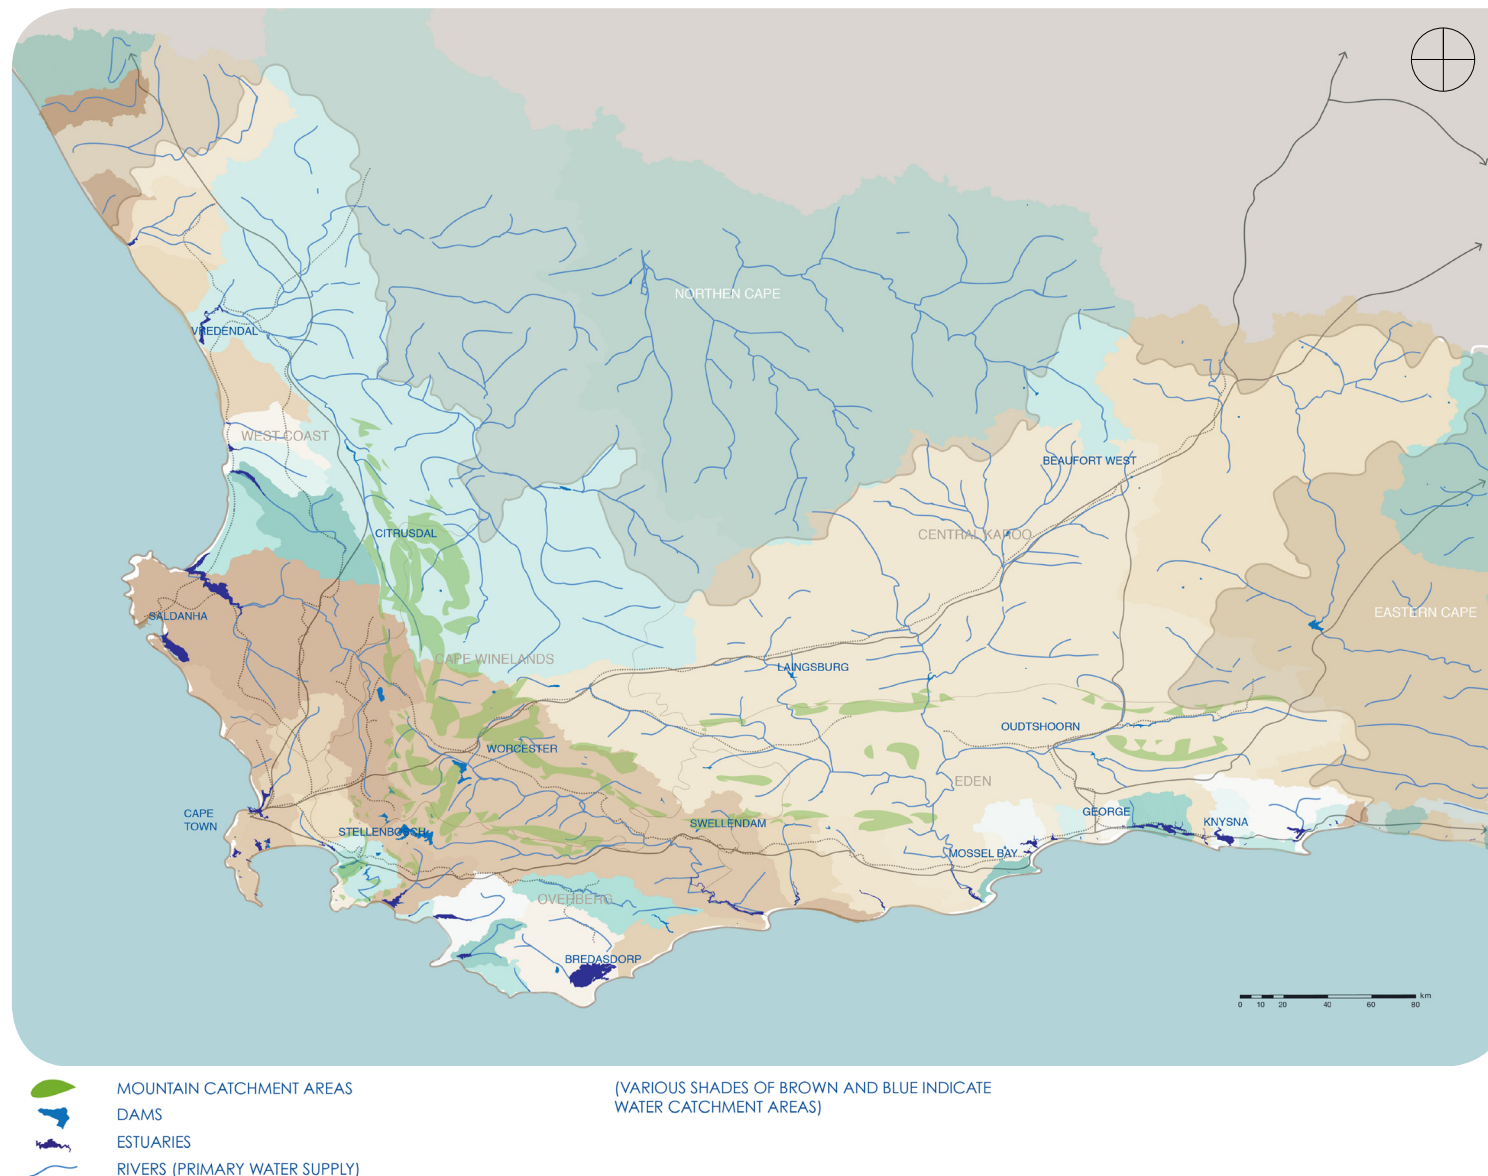 NORTHEN CAPE
VREDENDAL
WEST COAST
BEAUFORT WEST
CITRUSDAL
CENTRAL KAROO
SALDANHA
EASTERN CAPE
CAPE WINELANDS
LAINGSBURG
OUDTSHOORN
WORCESTER
EDEN
CAPE
TOWN
STELLENBOSCH
SWELLENDAM
GEORGE
KNYSNA
MOSSEL BAY
OVERBERG
BREDASDORP
km
0 10 20 40 60 80
MOUNTAIN CATCHMENT AREAS
DAMS
ESTUARIES
RIVERS (PRIMARY WATER SUPPLY)
(VARIOUS SHADES OF BROWN AND BLUE INDICATE
WATER CATCHMENT AREAS)